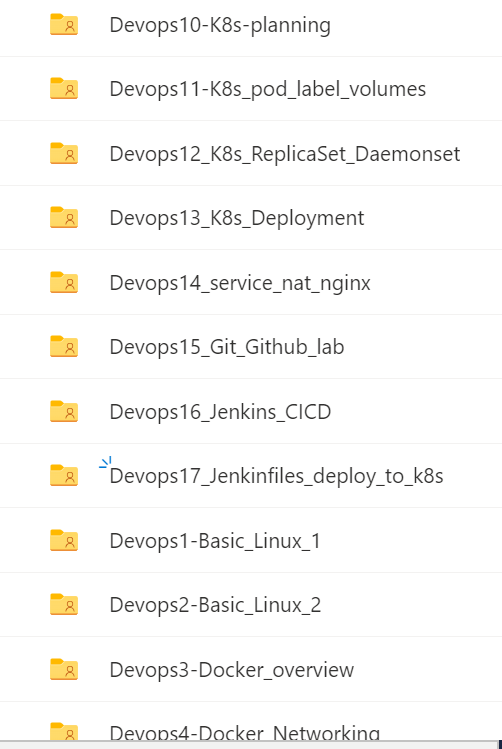 Devops10-K8s-planning
Devops11-K8s_pod_label_volumes
Devops12_K8s_ReplicaSet_Daemonset
Devops13_K8s_Deployment
Devops14_service_nat_nginx
Devops15_Git_Github_lab
Devops16_Jenkins_CICD
Devops17_Jenkinfiles_deploy_to_k8s
Devops1-Basic_Linux_1
Devops2-Basic_Linux_2
Devops3-Docker_overview
Devops4-Docker_Networking